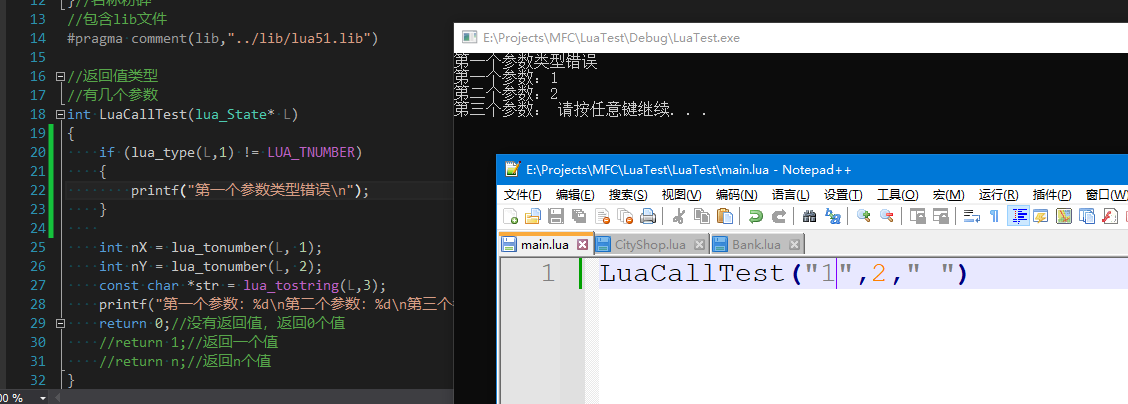 12 }//名称粉碎
13 //包含lib文件
14 #pragma comment(lib,"../lib/lua51.lib")
15
16 //返回值类型
17 //有几个参数
18 int LuaCallTest(lua_State* L)
19 {
20 if (lua_type(L,1) != LUA_TNUMBER)
21 {
22 printf("第一个参数类型错误\n");
23 }
24
25 int nX = lua_tonumber(L, 1);
26 int nY = lua_tonumber(L, 2);
27 const char *str = lua_tostring(L,3);
28 printf("第一个参数: %d\n第二个参数: %d\n第三个
29 return 0;//没有返回值, 返回0个值
30 //return 1;//返回一个值
31 //return n;//返回n个值
32 }
00 %
E:\Projects\MFC\LuaTest\Debug\LuaTest.exe
第一个参数类型错误
第一个参数: 1
第二个参数: 2
第三个参数: 请按任意键继续. . .
E:\Projects\MFC\LuaTest\LuaTest\main.lua - Notepad++
文件(F) 编辑(E) 搜索(S) 视图(V) 编码(N) 语言(L) 设置(T) 工具(O) 宏(M) 运行(R) 插件(P) 窗口(W)
main.lua CityShop.lua Bank.lua
1 LuaCallTest("1",2," ")